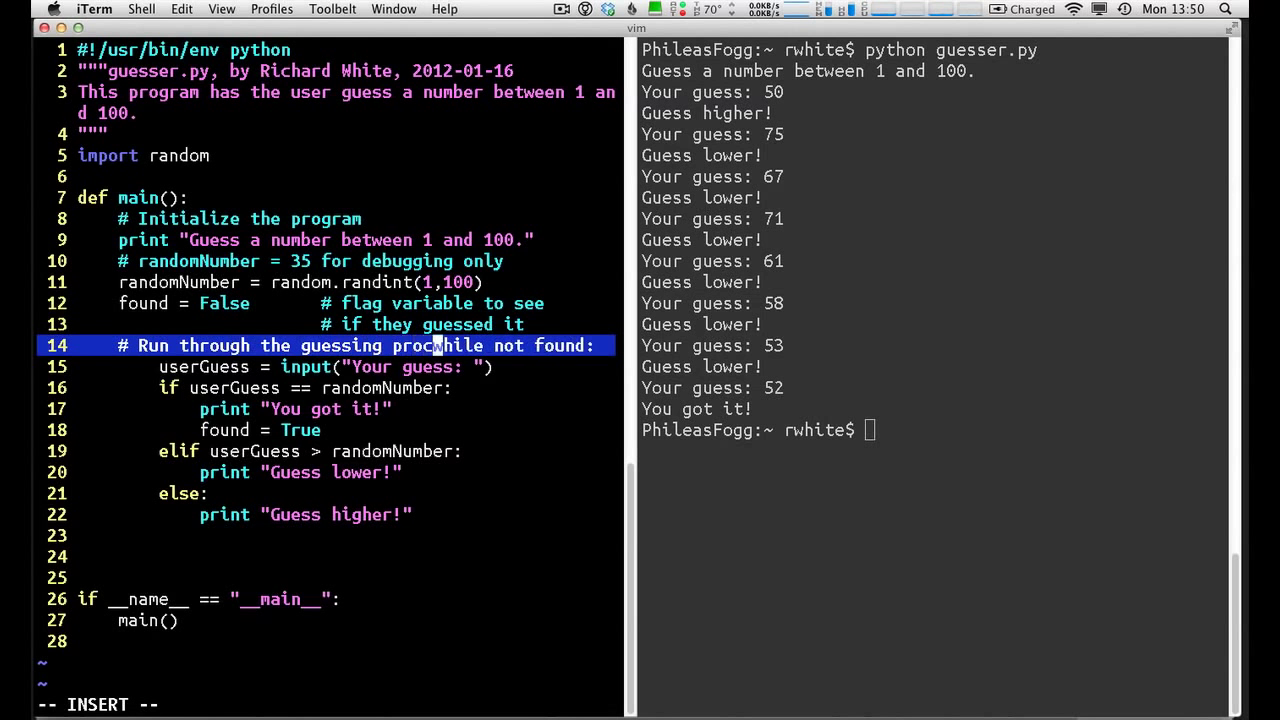 iTerm Shell Edit View Profiles Toolbelt Window Help 70° 0.0KB/s 0.0KB/s Charged Mon 13:50
vim
1 #!/usr/bin/env python
2 """guesser.py, by Richard White, 2012-01-16
3 This program has the user guess a number between 1 an
d 100.
4 """
5 import random
6
7 def main():
8 # Initialize the program
9 print "Guess a number between 1 and 100."
10 # randomNumber = 35 for debugging only
11 randomNumber = random.randint(1,100)
12 found = False # flag variable to see
13 # if they guessed it
14 # Run through the guessing procwhile not found:
15 userGuess = input("Your guess: ")
16 if userGuess == randomNumber:
17 print "You got it!"
18 found = True
19 elif userGuess > randomNumber:
20 print "Guess lower!"
21 else:
22 print "Guess higher!"
23
24
25
26 if __name__ == "__main__":
27 main()
28
~
~
-- INSERT --
PhileasFogg:~ rwhite$ python guesser.py
Guess a number between 1 and 100.
Your guess: 50
Guess higher!
Your guess: 75
Guess lower!
Your guess: 67
Guess lower!
Your guess: 71
Guess lower!
Your guess: 61
Guess lower!
Your guess: 58
Guess lower!
Your guess: 53
Guess lower!
Your guess: 52
You got it!
PhileasFogg:~ rwhite$